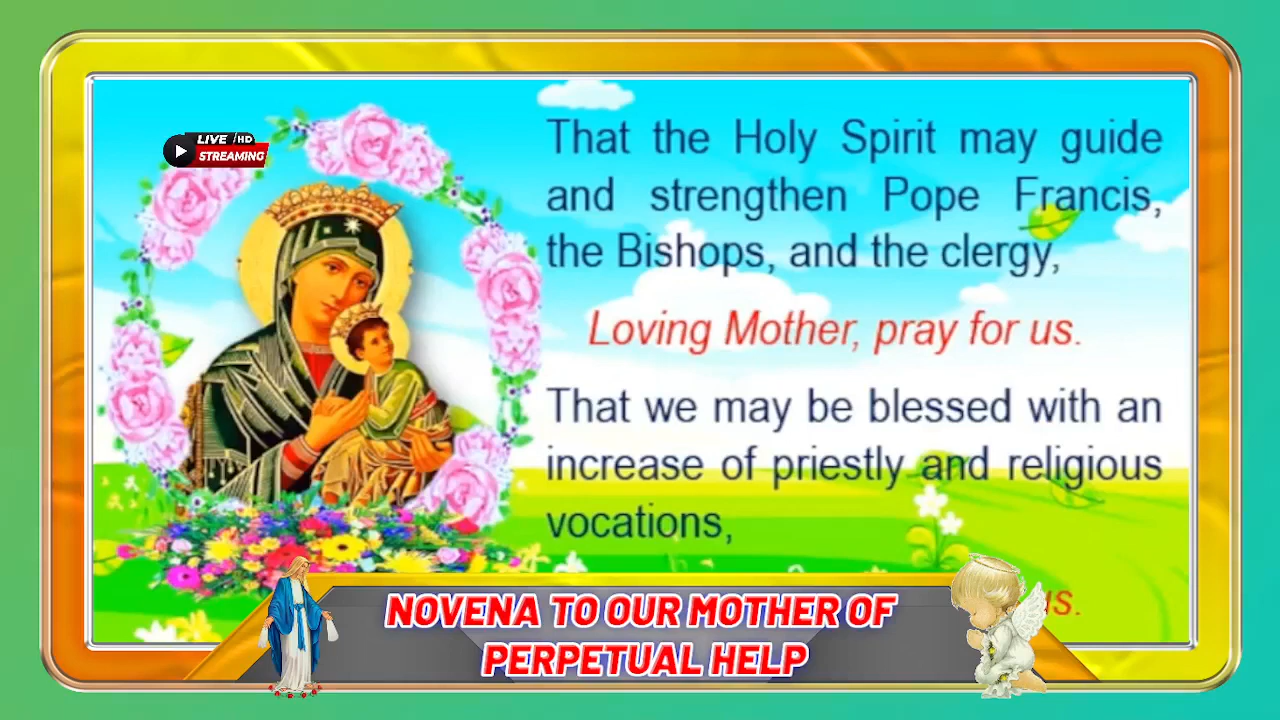 LIVE /HD
STREAMING
That the Holy Spirit may guide
and strengthen Pope Francis,
the Bishops, and the clergy,
Loving Mother, pray for us.
That we may be blessed with an
increase of priestly and religious
vocations,
us.
NOVENA TO OUR MOTHER OF
PERPETUAL HELP